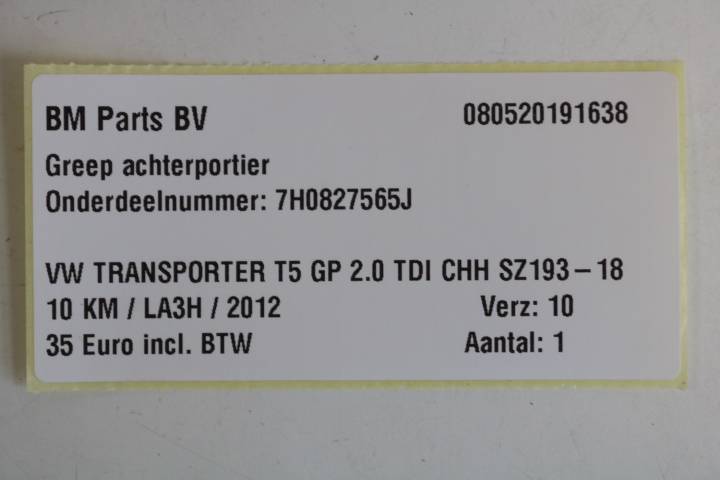 BM Parts BV 080520191638
Greep achterportier
Onderdeelnummer: 7H0827565J
VW TRANSPORTER T5 GP 2.0 TDI CHH SZ193-18
10 KM / LA3H / 2012 Verz: 10
35 Euro incl. BTW Aantal: 1